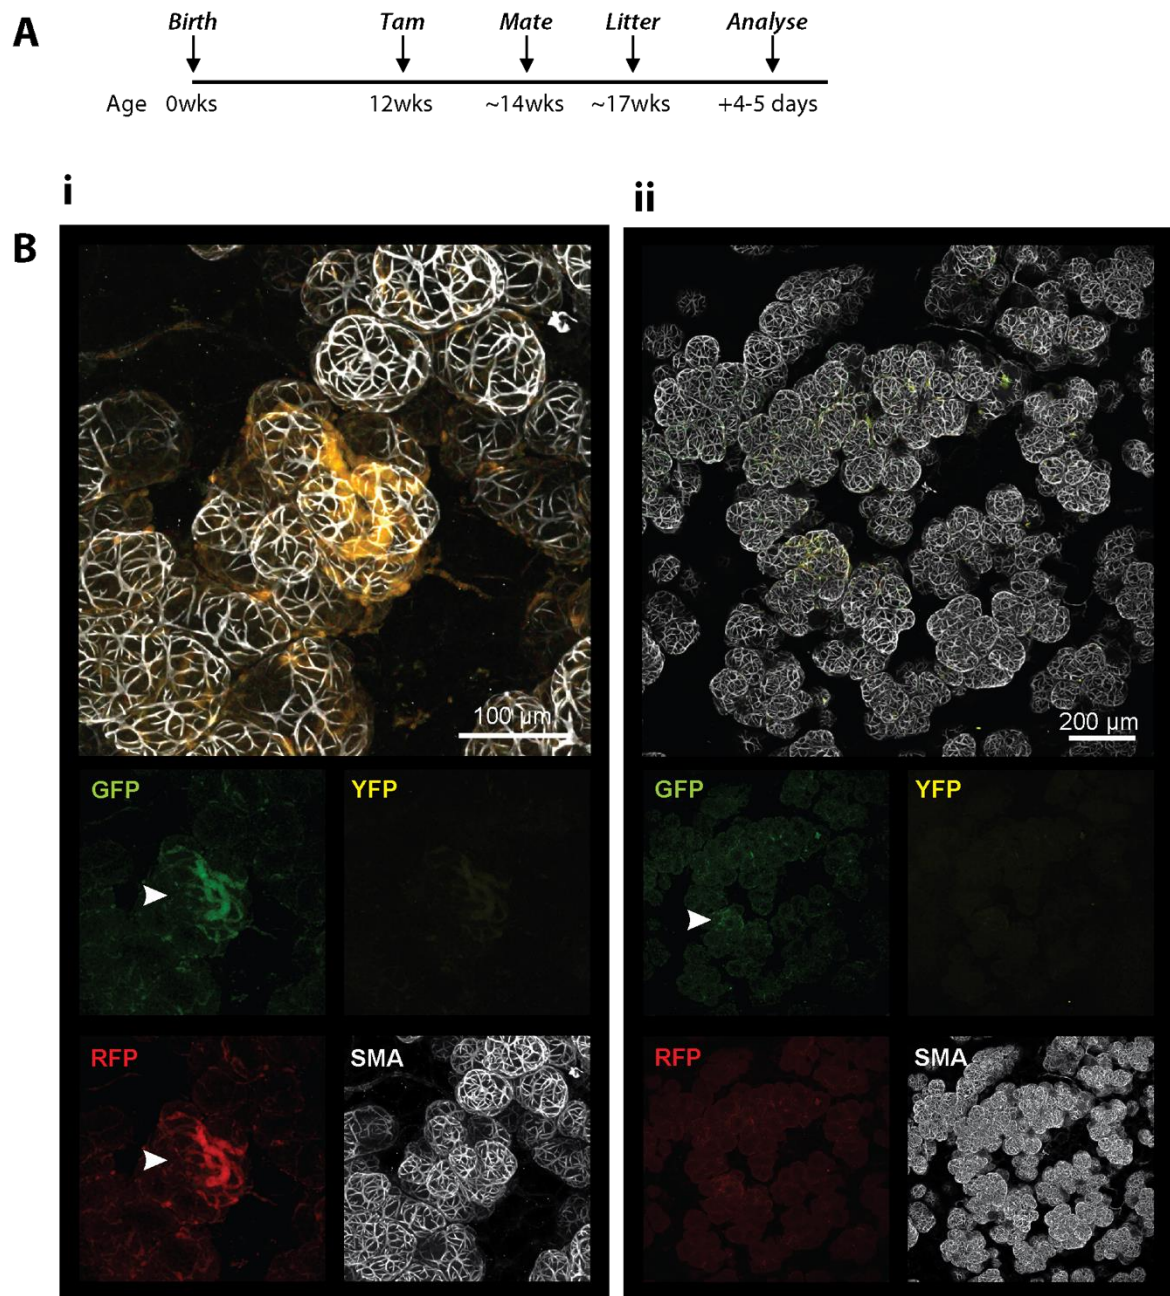 A
Birth Tam Mate Litter Analyse
Age 0wks 12wks ~14wks ~17wks +4-5 days
i ii
B
100 µm
200 µm
GFP YFP GFP YFP
RFP SMA RFP SMA